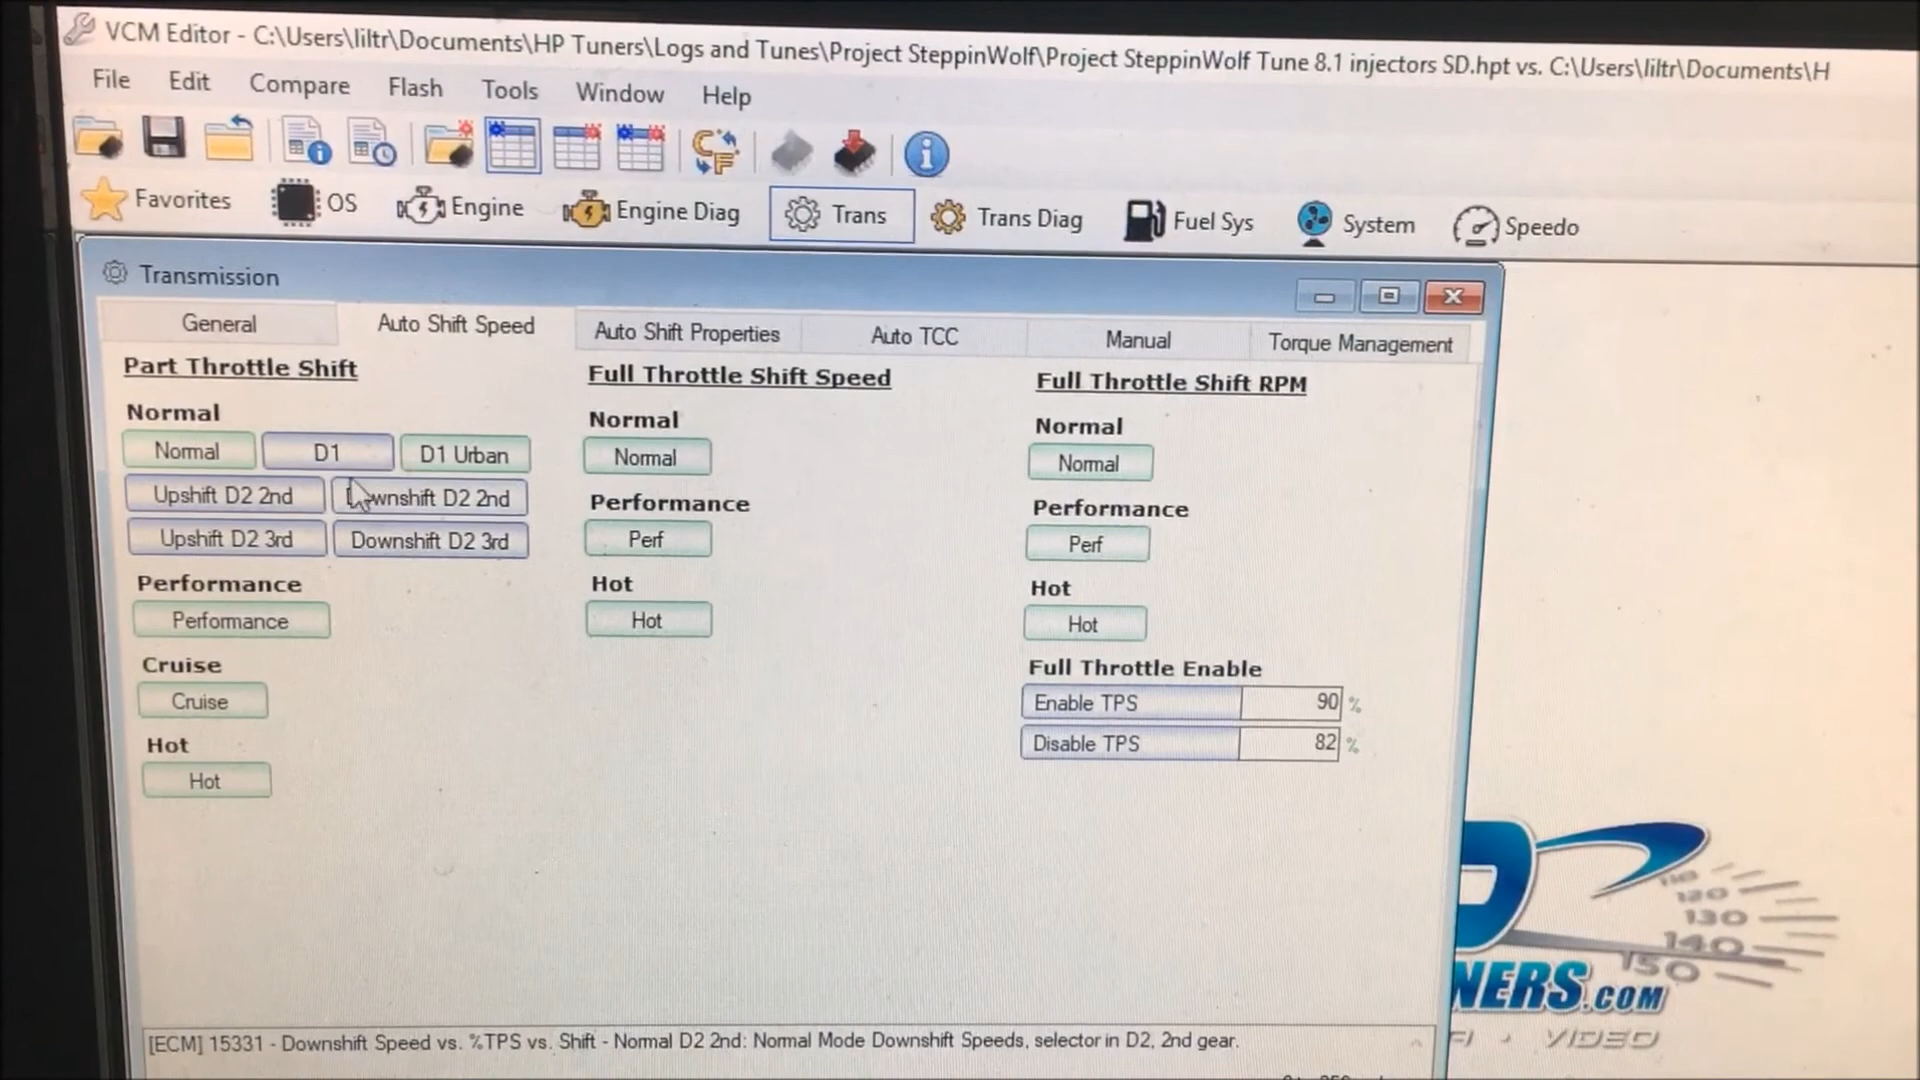 VCM Editor - C:\Users\liltr\Documents\HP Tuners\Logs and Tunes\Project SteppinWolf\Project SteppinWolf Tune 8.1 injectors SD.hpt vs. C:\Users\liltr\Documents\H
File Edit Compare Flash Tools Window Help
Favorites OS Engine Engine Diag Trans Trans Diag Fuel Sys System Speedo
Transmission
General Auto Shift Speed Auto Shift Properties Auto TCC Manual Torque Management
Part Throttle Shift Full Throttle Shift Speed Full Throttle Shift RPM
Normal Normal Normal
Normal D1 D1 Urban Normal Normal
Upshift D2 2nd Downshift D2 2nd Performance Performance
Upshift D2 3rd Downshift D2 3rd Perf Perf
Performance Hot Hot
Performance Hot Hot
Cruise Full Throttle Enable
Cruise Enable TPS 90 %
Hot Disable TPS 82 %
Hot
120
130
140
150
NERS.COM
VIDEO
[ECM] 15331 - Downshift Speed vs. %TPS vs. Shift - Normal D2 2nd: Normal Mode Downshift Speeds, selector in D2, 2nd gear.